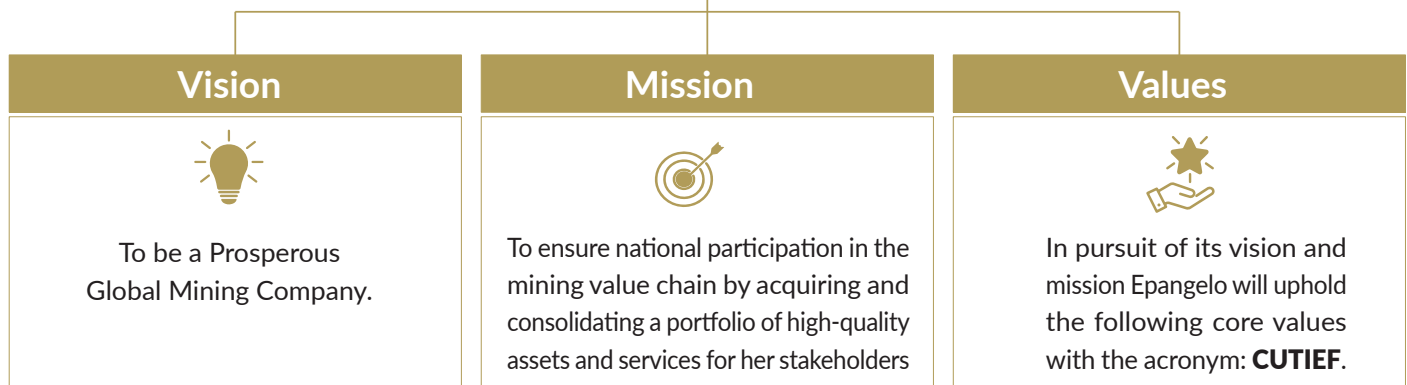 Vision
To be a Prosperous
Global Mining Company.
Mission
To ensure national participation in the
mining value chain by acquiring and
consolidating a portfolio of high-quality
assets and services for her stakeholders
Values
In pursuit of its vision and
mission Epangelo will uphold
the following core values
with the acronym: CUTIEF.